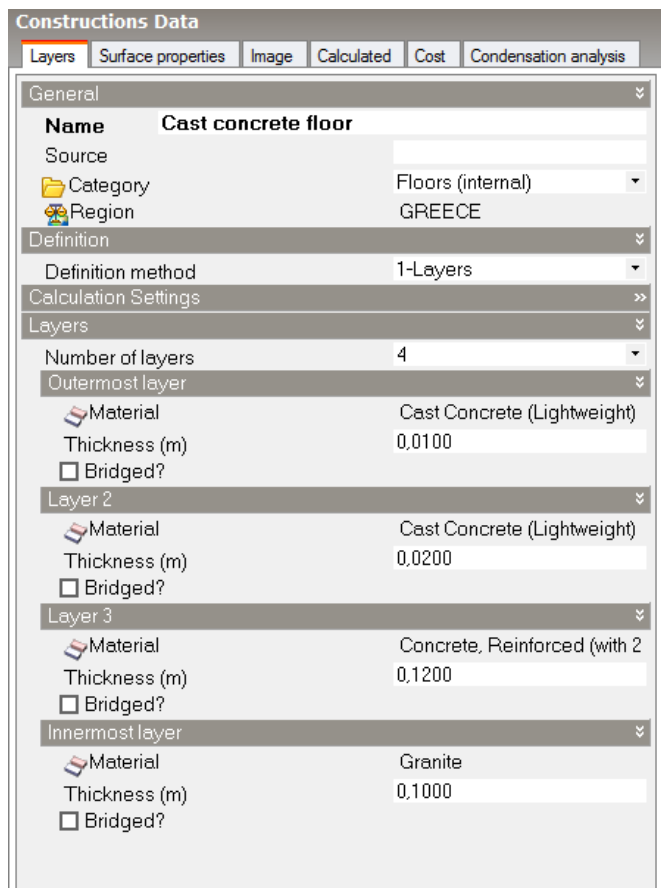 Constructions Data
Layers Surface properties Image Calculated Cost Condensation analysis
General
Name Cast concrete floor
Source
Category Floors (internal)
Region GREECE
Definition
Definition method 1-Layers
Calculation Settings
Layers
Number of layers 4
Outermost layer
Material Cast Concrete (Lightweight)
Thickness (m) 0,0100
Bridged?
Layer 2
Material Cast Concrete (Lightweight)
Thickness (m) 0,0200
Bridged?
Layer 3
Material Concrete, Reinforced (with 2
Thickness (m) 0,1200
Bridged?
Innermost layer
Material Granite
Thickness (m) 0,1000
Bridged?